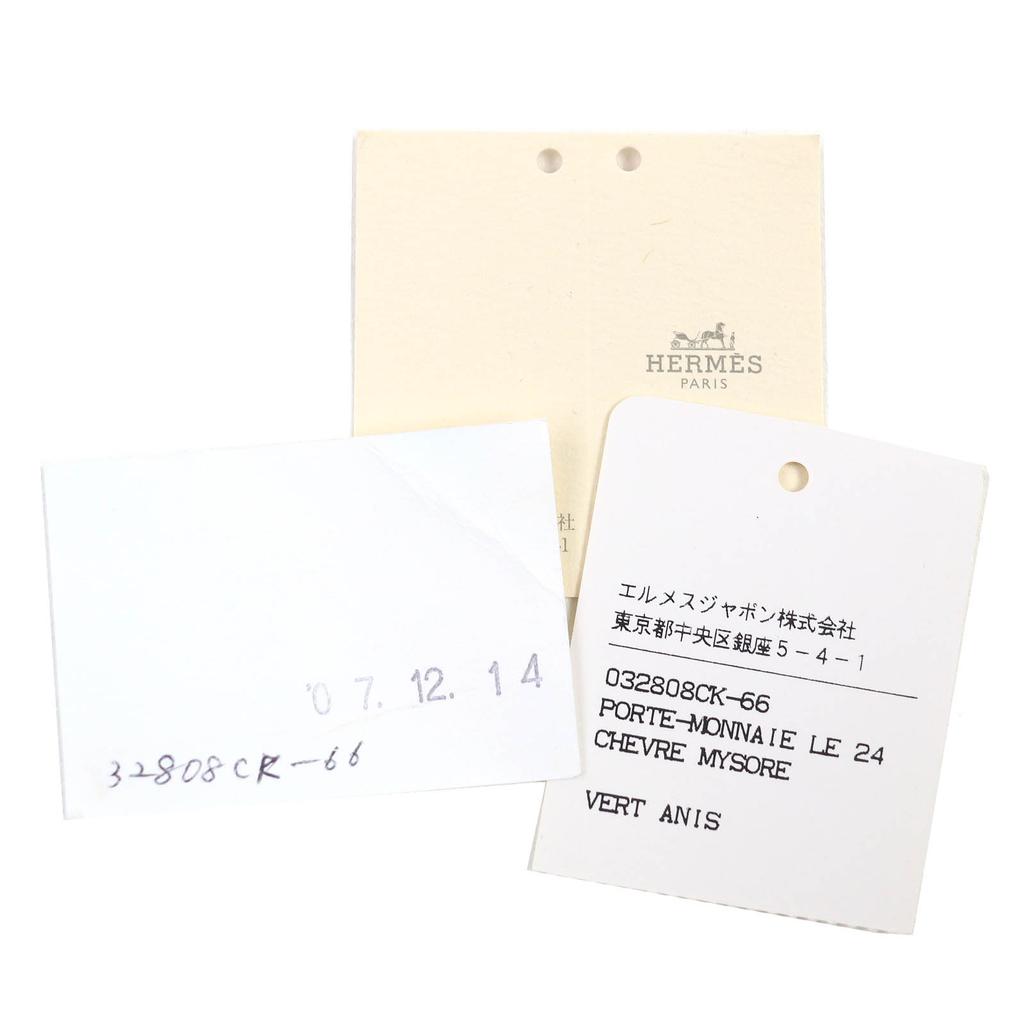 HERMÈS
PARIS
社
-1
'07.12.14
32808CK-66
エルメスジャポン株式会社
東京都中央区銀座5-4-1
032808CK-66
PORTE-MONNAIE LE 24
CHEVRE MYSORE
VERT ANIS